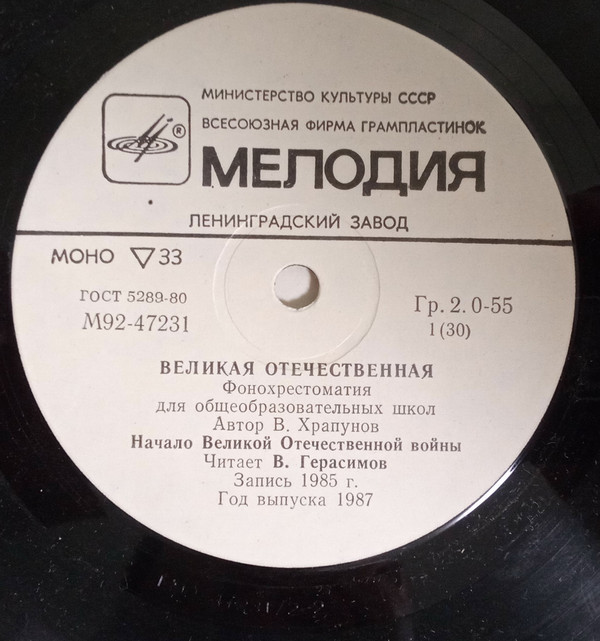 МИНИСТЕРСТВО КУЛЬТУРЫ СССР
ВСЕСОЮЗНАЯ ФИРМА ГРАМПЛАСТИНОК
®
МЕЛОДИЯ
ЛЕНИНГРАДСКИЙ ЗАВОД
МОНО ▽ 33
ГОСТ 5289-80
М92-47231
Гр. 2. 0-55
1 (30)
ВЕЛИКАЯ ОТЕЧЕСТВЕННАЯ
Фонохрестоматия
для общеобразовательных школ
Автор В. Храпунов
Начало Великой Отечественной войны
Читает В. Герасимов
Запись 1985 г.
Год выпуска 1987